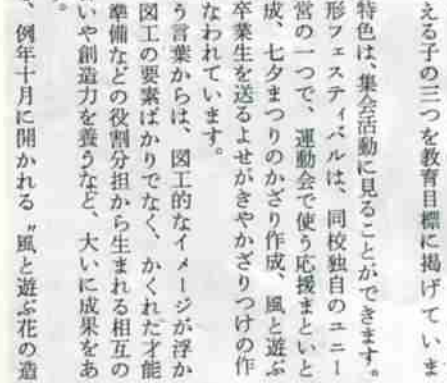 える子の三つを教育目標に掲げていま
特色は、集会活動に見ることができます。
形フェスティバルは、同校独自のユニー
営の一つで、運動会で使う応援まといと
成、七夕まつりのかざり作成、風と遊ぶ
卒業生を送るよせがきやかざりつけの作
なわれています。
う言葉からは、図工的なイメージが浮か
図工の要素ばかりでなく、かくれた才能
準備などの役割分担から生まれる相互の
いや創造力を養うなど、大いに成果をあ
。
、例年十月に開かれる〝風と遊ぶ花の造